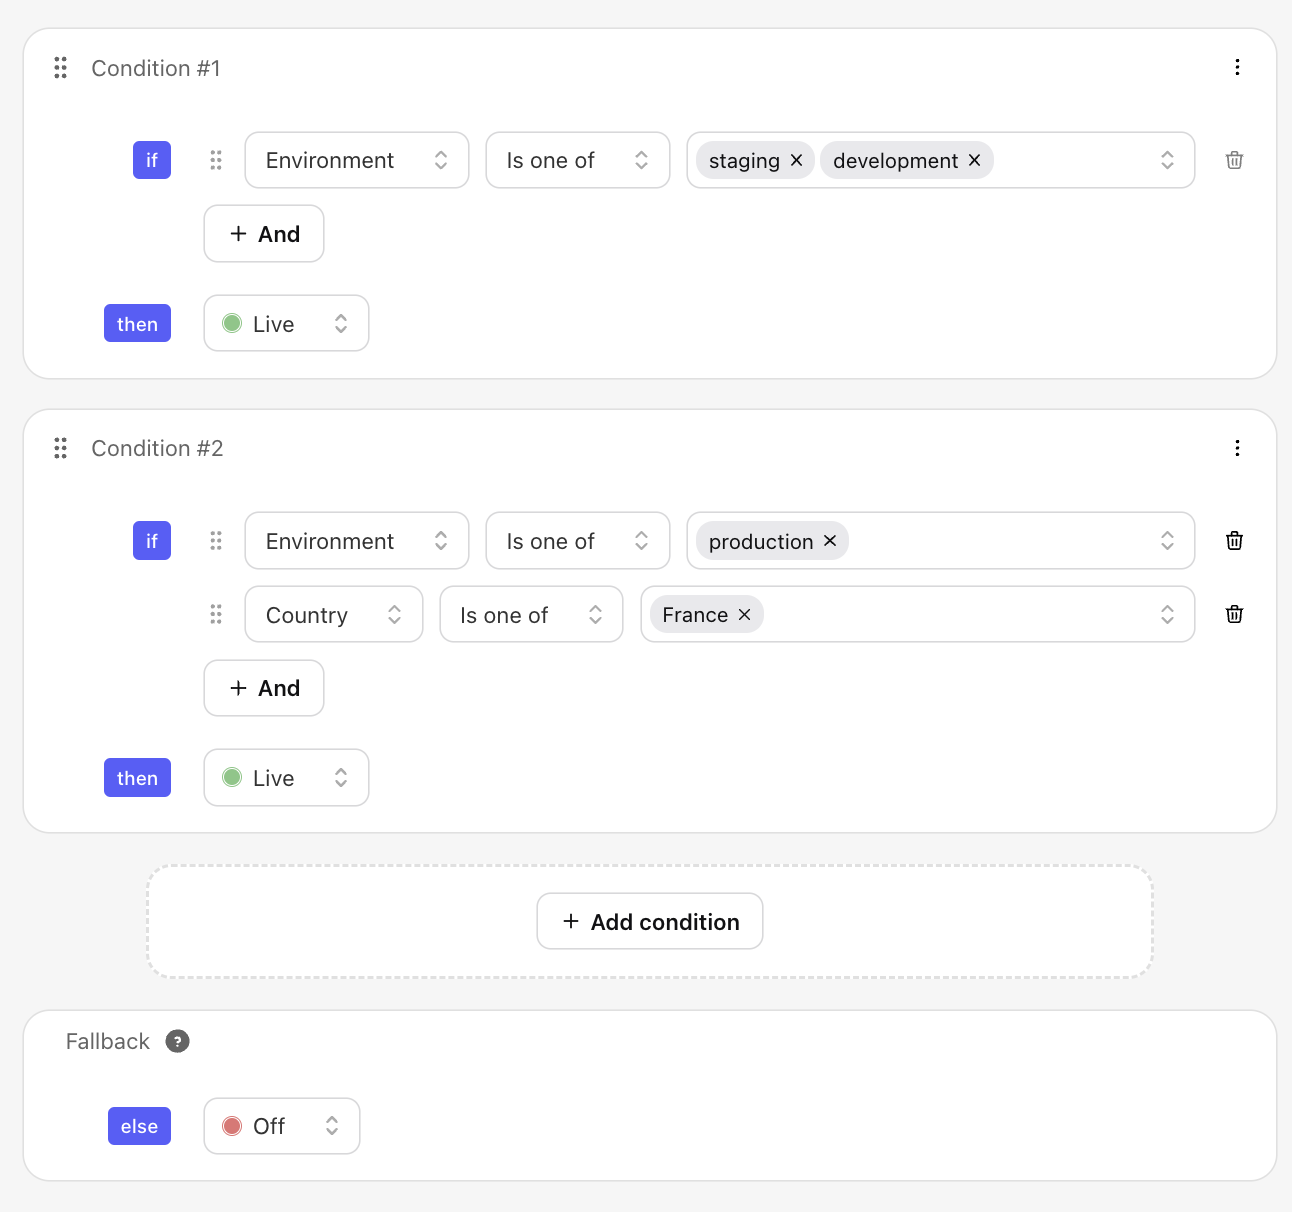 Condition #1
if Environment Is one of staging × development ×
+ And
then Live
Condition #2
if Environment Is one of production ×
Country Is one of France ×
+ And
then Live
+ Add condition
Fallback ?
else Off